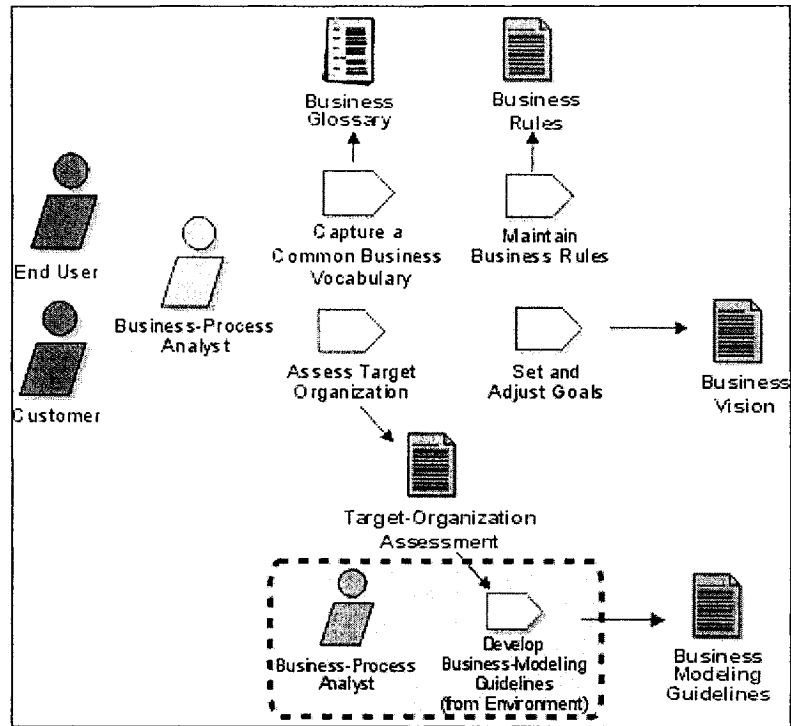 Business
Glossary
Business
Rules
End User
Business-Process
Analyst
Capture a
Common Business
Vocabulary
Maintain
Business Rules
Customer
Assess Target
Organization
Set and
Adjust Goals
Business
Vision
Target-Organization
Assessment
Business-Process
Analyst
Develop
Business-Modeling
Guidelines
(from Environment)
Business
Modeling
Guidelines